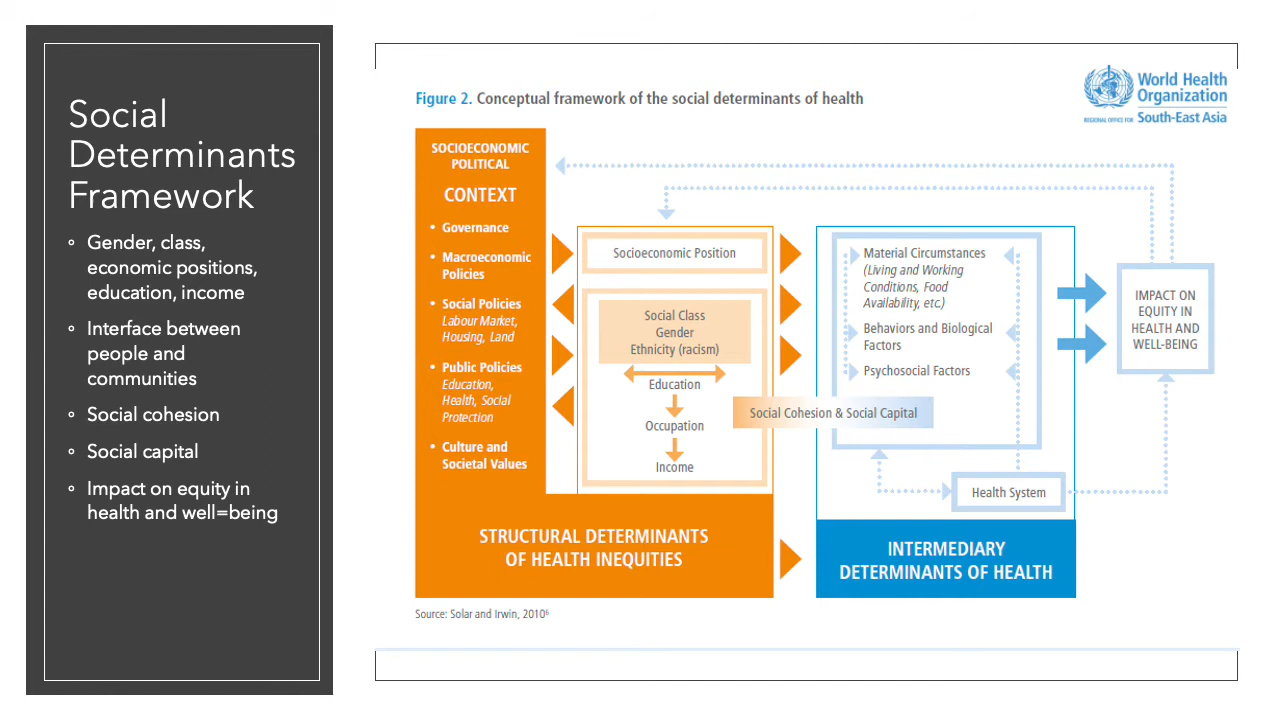 Social
Determinants
Framework
Gender, class,
economic positions,
education, income
Interface between
people and
communities
Social cohesion
Social capital
Impact on equity in
health and well=being
World Health
Organization
REGIONAL OFFICE FOR South-East Asia
Figure 2. Conceptual framework of the social determinants of health
SOCIOECONOMIC
POLITICAL
CONTEXT
• Governance
• Macroeconomic
Policies
• Social Policies
Labour Market,
Housing, Land
• Public Policies
Education,
Health, Social
Protection
• Culture and
Societal Values
Socioeconomic Position
Social Class
Gender
Ethnicity (racism)
Education
Occupation
Income
Social Cohesion & Social Capital
Material Circumstances
(Living and Working
Conditions, Food
Availability, etc.)
Behaviors and Biological
Factors
Psychosocial Factors
Health System
IMPACT ON
EQUITY IN
HEALTH AND
WELL-BEING
STRUCTURAL DETERMINANTS
OF HEALTH INEQUITIES
INTERMEDIARY
DETERMINANTS OF HEALTH
Source: Solar and Irwin, 2010⁶